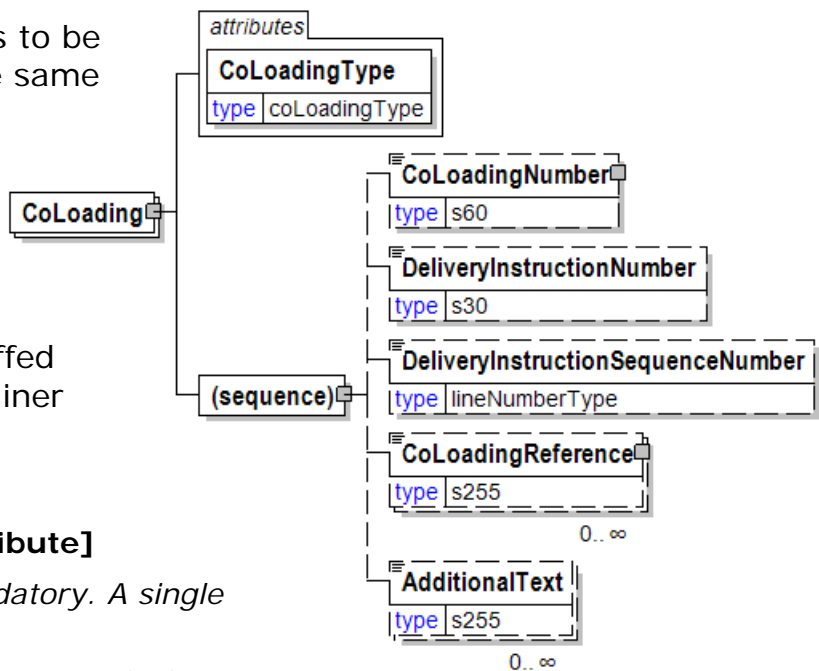 s to be
same
ffed
iner
ibute]
datory. A single
CoLoading
attributes
CoLoadingType
type coLoadingType
(sequence)
CoLoadingNumber
type s60
DeliveryInstructionNumber
type s30
DeliveryInstructionSequenceNumber
type lineNumberType
CoLoadingReference
type s255
0.. ∞
AdditionalText
type s255
0.. ∞